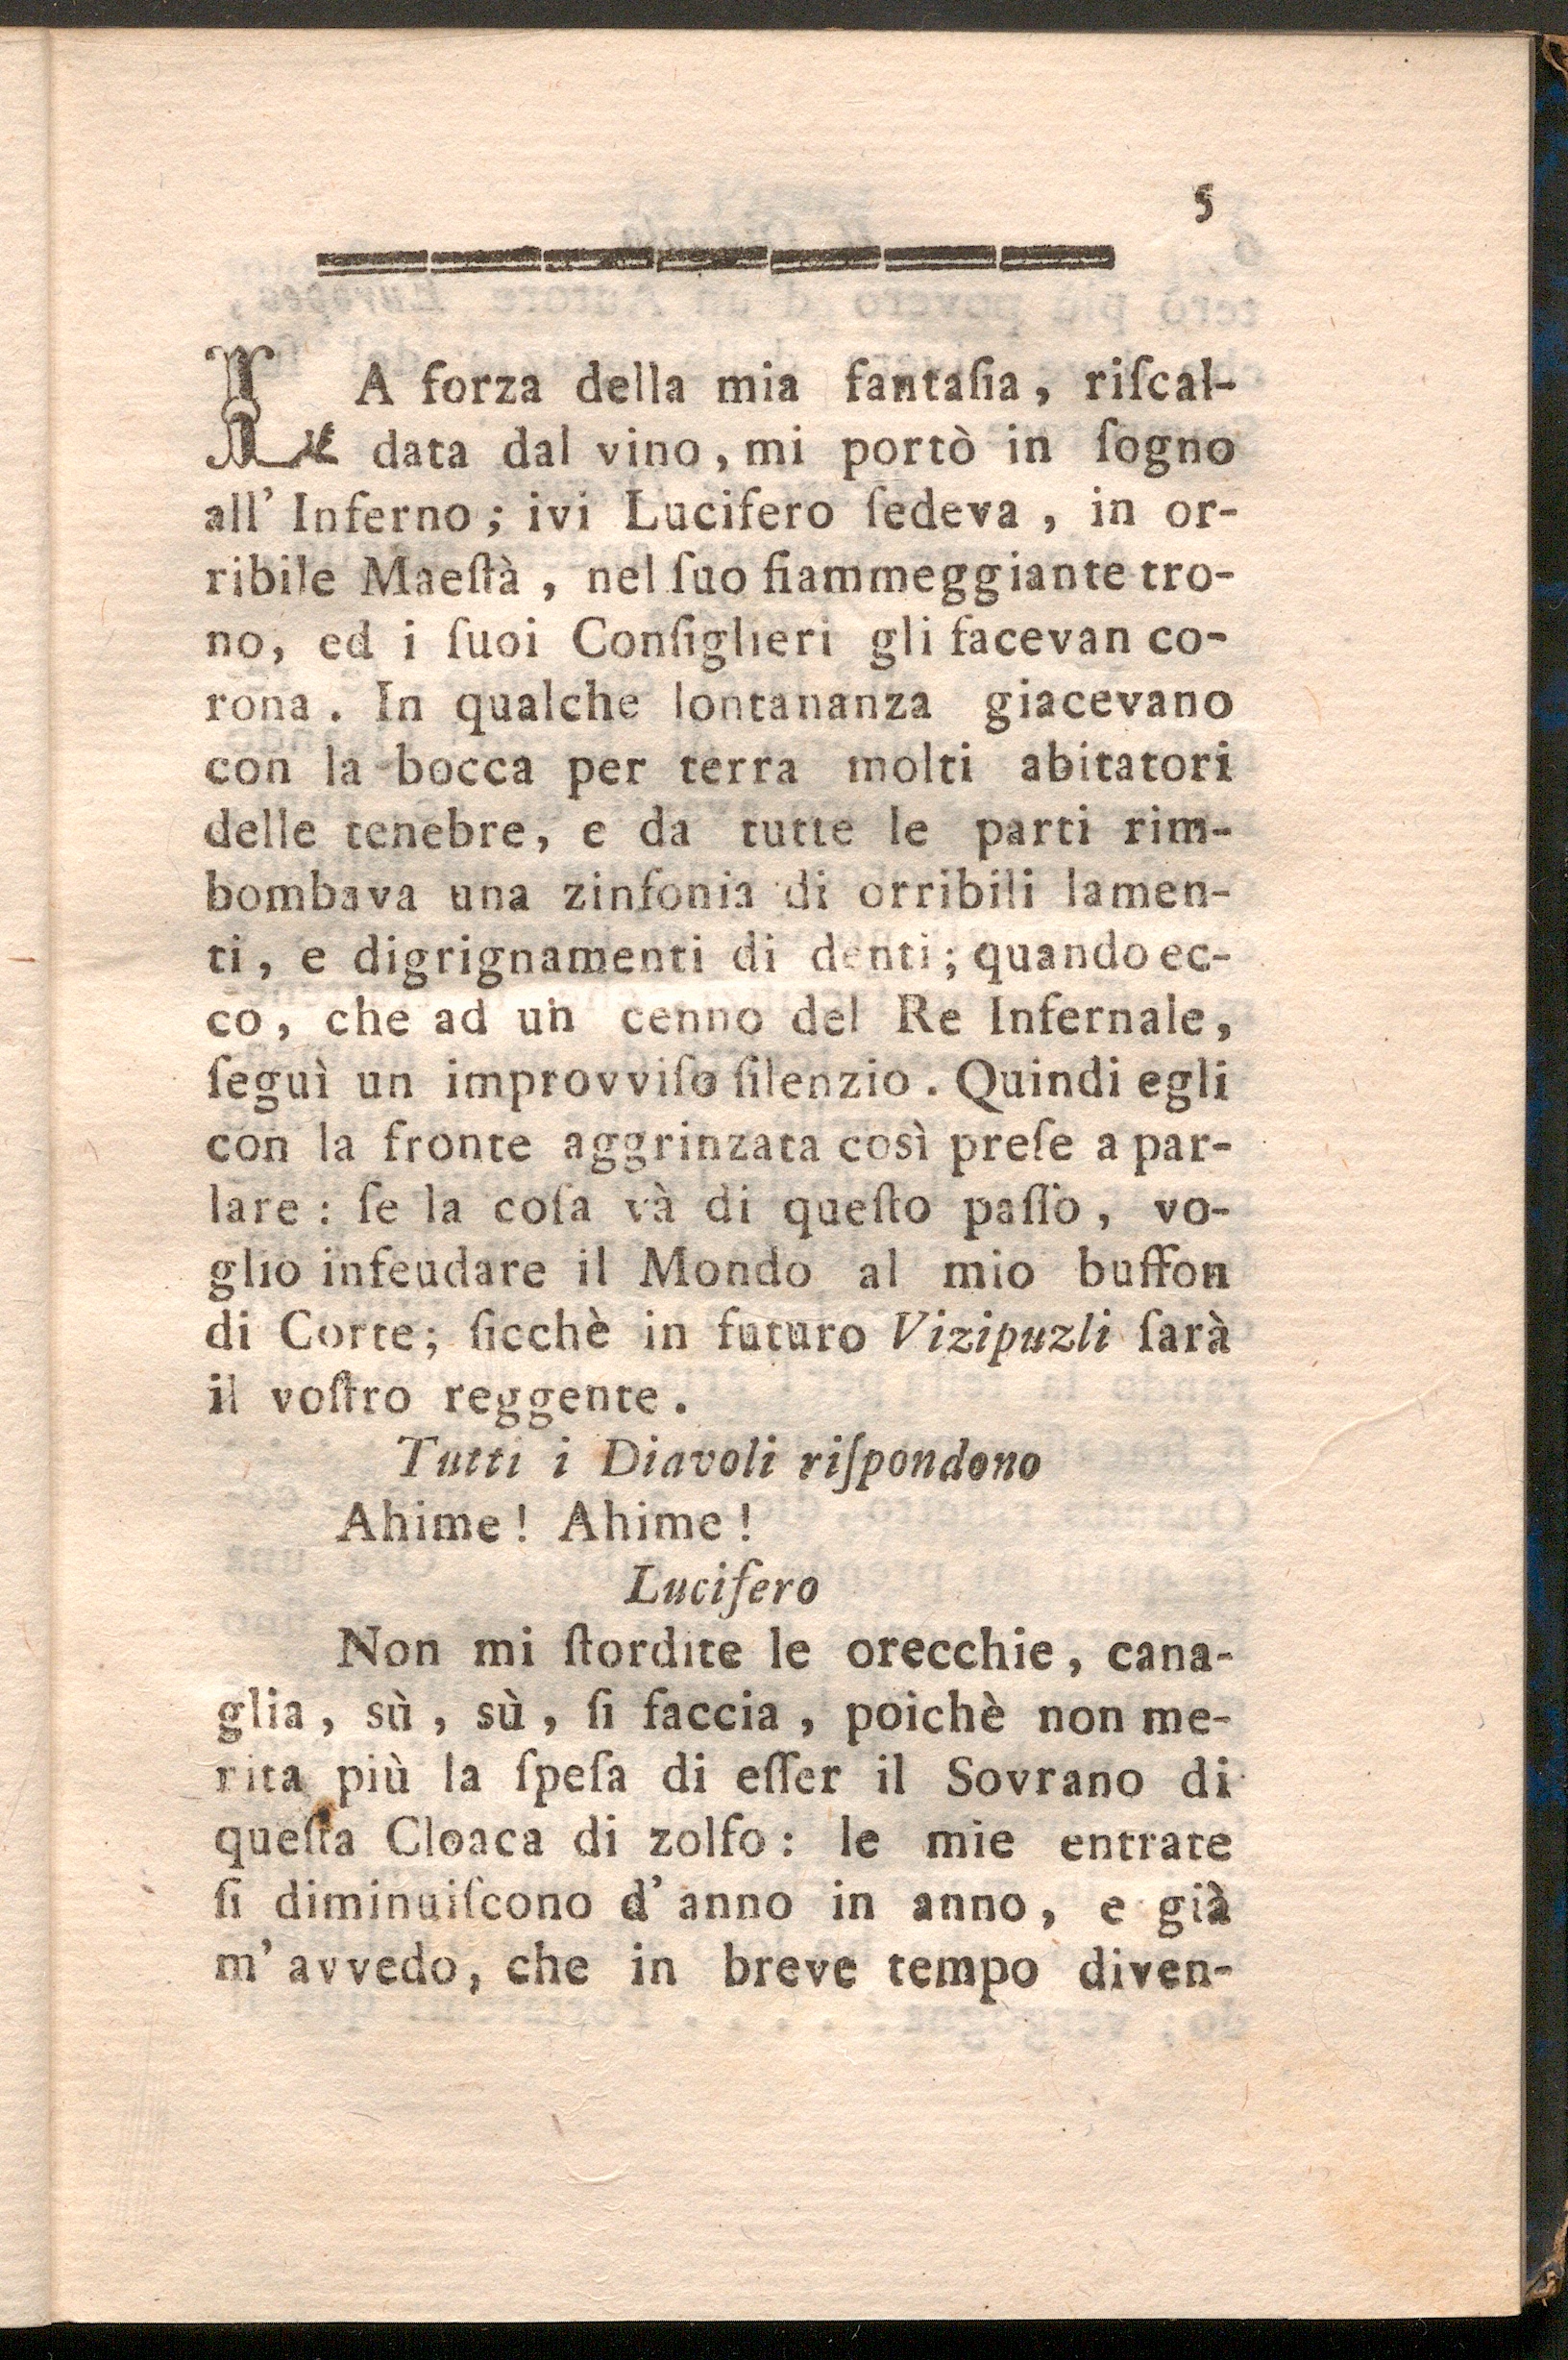 5
LA forza della mia fantaſia, riſcal-
data dal vino, mi portò in ſogno
all' Inferno; ivi Lucifero ſedeva, in or-
ribile Maeſtà, nel ſuo fiammeggiante tro-
no, ed i ſuoi Conſiglieri gli facevan co-
rona. In qualche lontananza giacevano
con la bocca per terra molti abitatori
delle tenebre, e da tutte le parti rim-
bombava una zinfonia di orribili lamen-
ti, e digrignamenti di denti; quando ec-
co, che ad un cenno del Re Infernale,
ſeguì un improvviſo ſilenzio. Quindi egli
con la fronte aggrinzata così preſe a par-
lare: ſe la coſa và di queſto paſſo, vo-
glio infeudare il Mondo al mio buffon
di Corte; ſicchè in futuro Vizipuzli ſarà
il voſtro reggente.
Tutti i Diavoli riſpondono
Ahime! Ahime!
Lucifero
Non mi ſtordite le orecchie, cana-
glia, sù, sù, ſi faccia, poichè non me-
rita più la ſpeſa di eſſer il Sovrano di
queſta Cloaca di zolfo: le mie entrate
ſi diminuiſcono d' anno in anno, e già
m' avvedo, che in breve tempo diven-